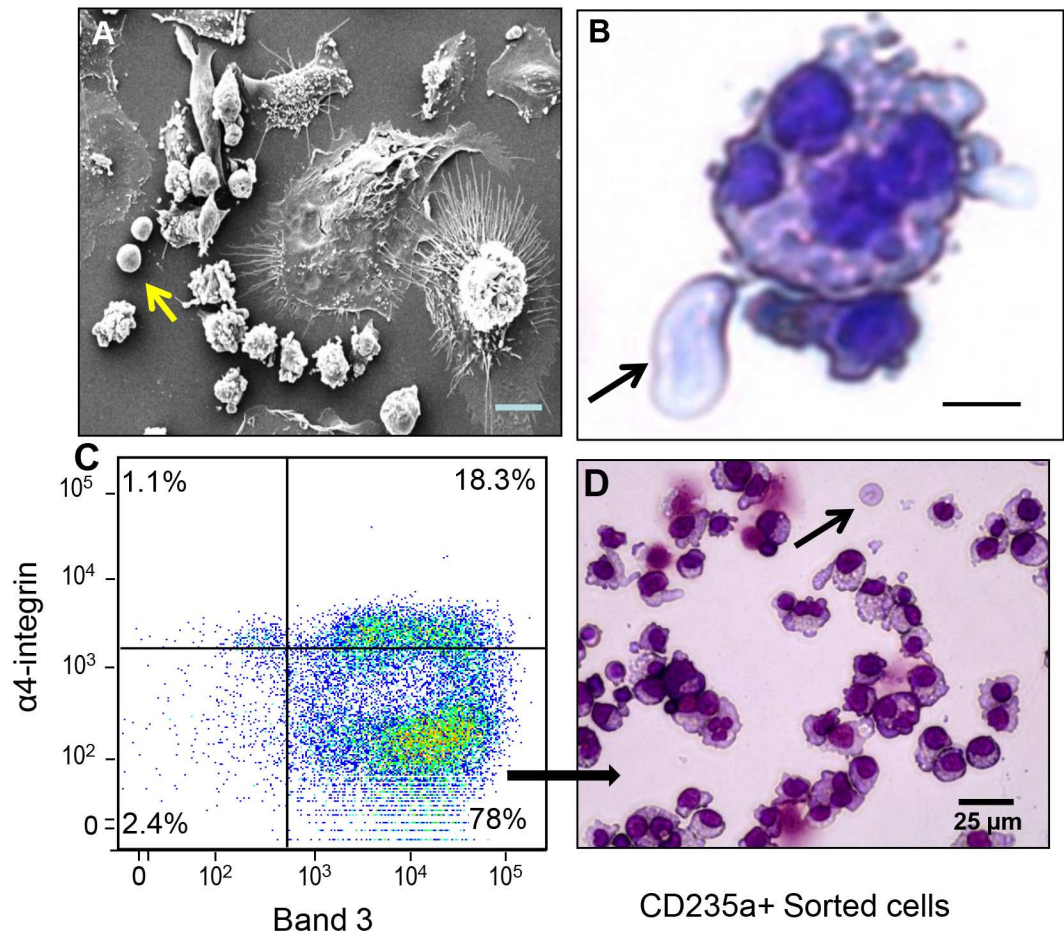 A
B
C
10⁵
10⁴
10³
10²
0
α4-integrin
1.1%
18.3%
2.4%
78%
0
10²
10³
10⁴
10⁵
Band 3
D
25 µm
CD235a+ Sorted cells